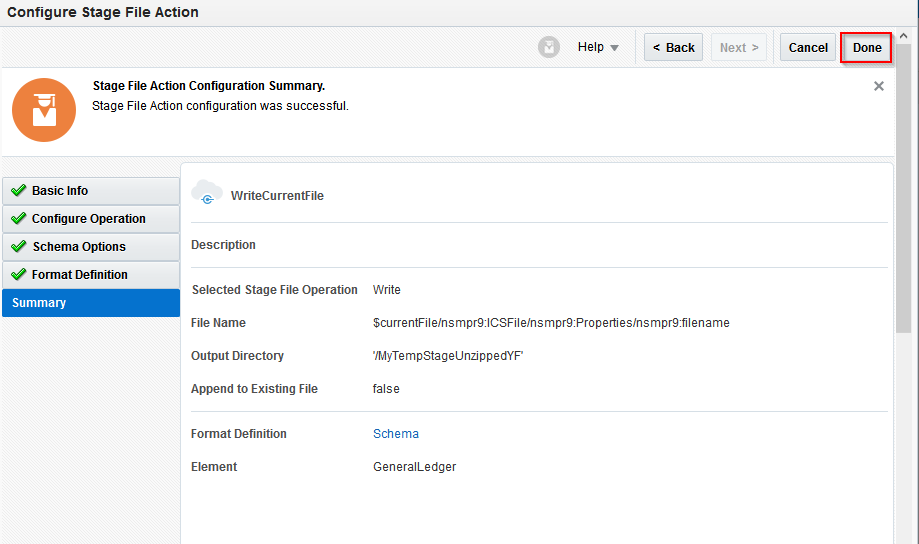 Configure Stage File Action
Help
< Back
Next >
Cancel
Done
Stage File Action Configuration Summary.
Stage File Action configuration was successful.
Basic Info
Configure Operation
Schema Options
Format Definition
Summary
WriteCurrentFile
Description
Selected Stage File Operation Write
File Name $currentFile/nsmpr9:ICSFile/nsmpr9:Properties/nsmpr9:filename
Output Directory '/MyTempStageUnzippedYF'
Append to Existing File false
Format Definition Schema
Element GeneralLedger